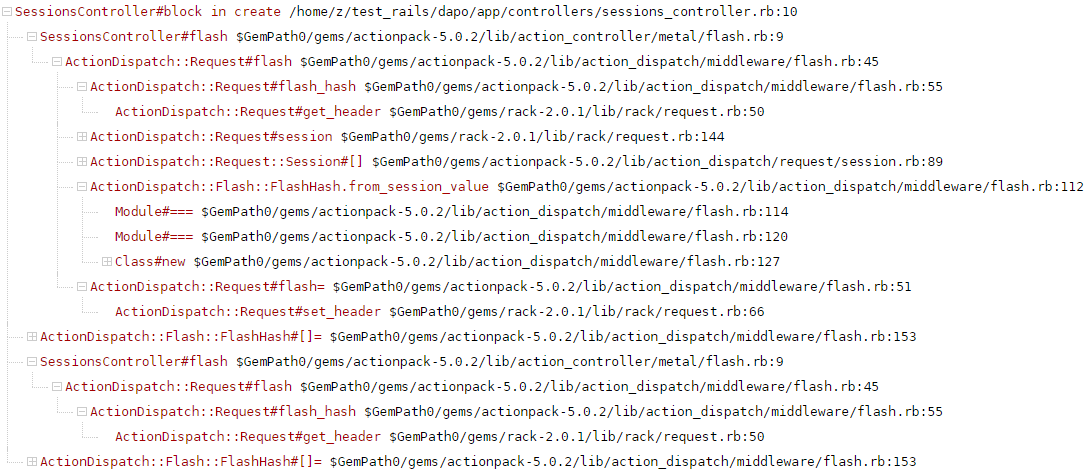 SessionsController#block in create /home/z/test_rails/dapo/app/controllers/sessions_controller.rb:10
SessionsController#flash $GemPath0/gems/actionpack-5.0.2/lib/action_controller/metal/flash.rb:9
ActionDispatch::Request#flash $GemPath0/gems/actionpack-5.0.2/lib/action_dispatch/middleware/flash.rb:45
ActionDispatch::Request#flash_hash $GemPath0/gems/actionpack-5.0.2/lib/action_dispatch/middleware/flash.rb:55
ActionDispatch::Request#get_header $GemPath0/gems/rack-2.0.1/lib/rack/request.rb:50
ActionDispatch::Request#session $GemPath0/gems/rack-2.0.1/lib/rack/request.rb:144
ActionDispatch::Request::Session#[] $GemPath0/gems/actionpack-5.0.2/lib/action_dispatch/request/session.rb:89
ActionDispatch::Flash::FlashHash.from_session_value $GemPath0/gems/actionpack-5.0.2/lib/action_dispatch/middleware/flash.rb:112
Module#=== $GemPath0/gems/actionpack-5.0.2/lib/action_dispatch/middleware/flash.rb:114
Module#=== $GemPath0/gems/actionpack-5.0.2/lib/action_dispatch/middleware/flash.rb:120
Class#new $GemPath0/gems/actionpack-5.0.2/lib/action_dispatch/middleware/flash.rb:127
ActionDispatch::Request#flash= $GemPath0/gems/actionpack-5.0.2/lib/action_dispatch/middleware/flash.rb:51
ActionDispatch::Request#set_header $GemPath0/gems/rack-2.0.1/lib/rack/request.rb:66
ActionDispatch::Flash::FlashHash#[]= $GemPath0/gems/actionpack-5.0.2/lib/action_dispatch/middleware/flash.rb:153
SessionsController#flash $GemPath0/gems/actionpack-5.0.2/lib/action_controller/metal/flash.rb:9
ActionDispatch::Request#flash $GemPath0/gems/actionpack-5.0.2/lib/action_dispatch/middleware/flash.rb:45
ActionDispatch::Request#flash_hash $GemPath0/gems/actionpack-5.0.2/lib/action_dispatch/middleware/flash.rb:55
ActionDispatch::Request#get_header $GemPath0/gems/rack-2.0.1/lib/rack/request.rb:50
ActionDispatch::Flash::FlashHash#[]= $GemPath0/gems/actionpack-5.0.2/lib/action_dispatch/middleware/flash.rb:153